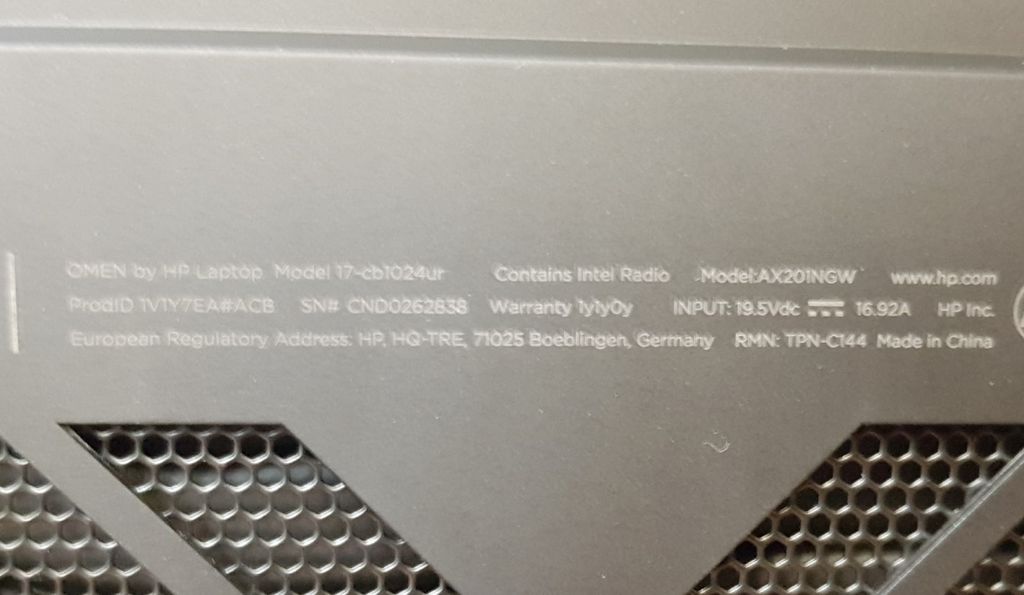 OMEN by HP Laptop Model 17-cb1024ur Contains Intel Radio Model:AX201NGW www.hp.com
ProdID 1V1Y7EA#ACB SN# CND0262838 Warranty 1y1y0y INPUT: 19.5Vdc 16.92A HP Inc.
European Regulatory Address: HP, HQ-TRE, 71025 Boeblingen, Germany RMN: TPN-C144 Made in China